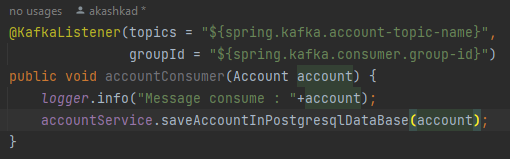 no usages   akashkad *
@KafkaListener(topics = "${spring.kafka.account-topic-name}",
groupId = "${spring.kafka.consumer.group-id}")
public void accountConsumer(Account account) {
logger.info("Message consume : "+account);
accountService.saveAccountInPostgresqlDataBase(account);
}